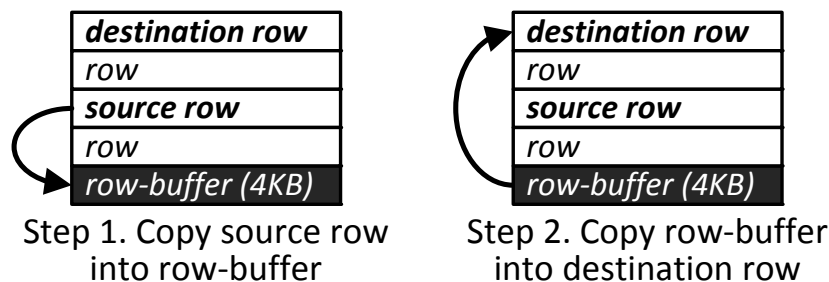 destination row
row
source row
row
row-buffer (4KB)
Step 1. Copy source row
into row-buffer
destination row
row
source row
row
row-buffer (4KB)
Step 2. Copy row-buffer
into destination row